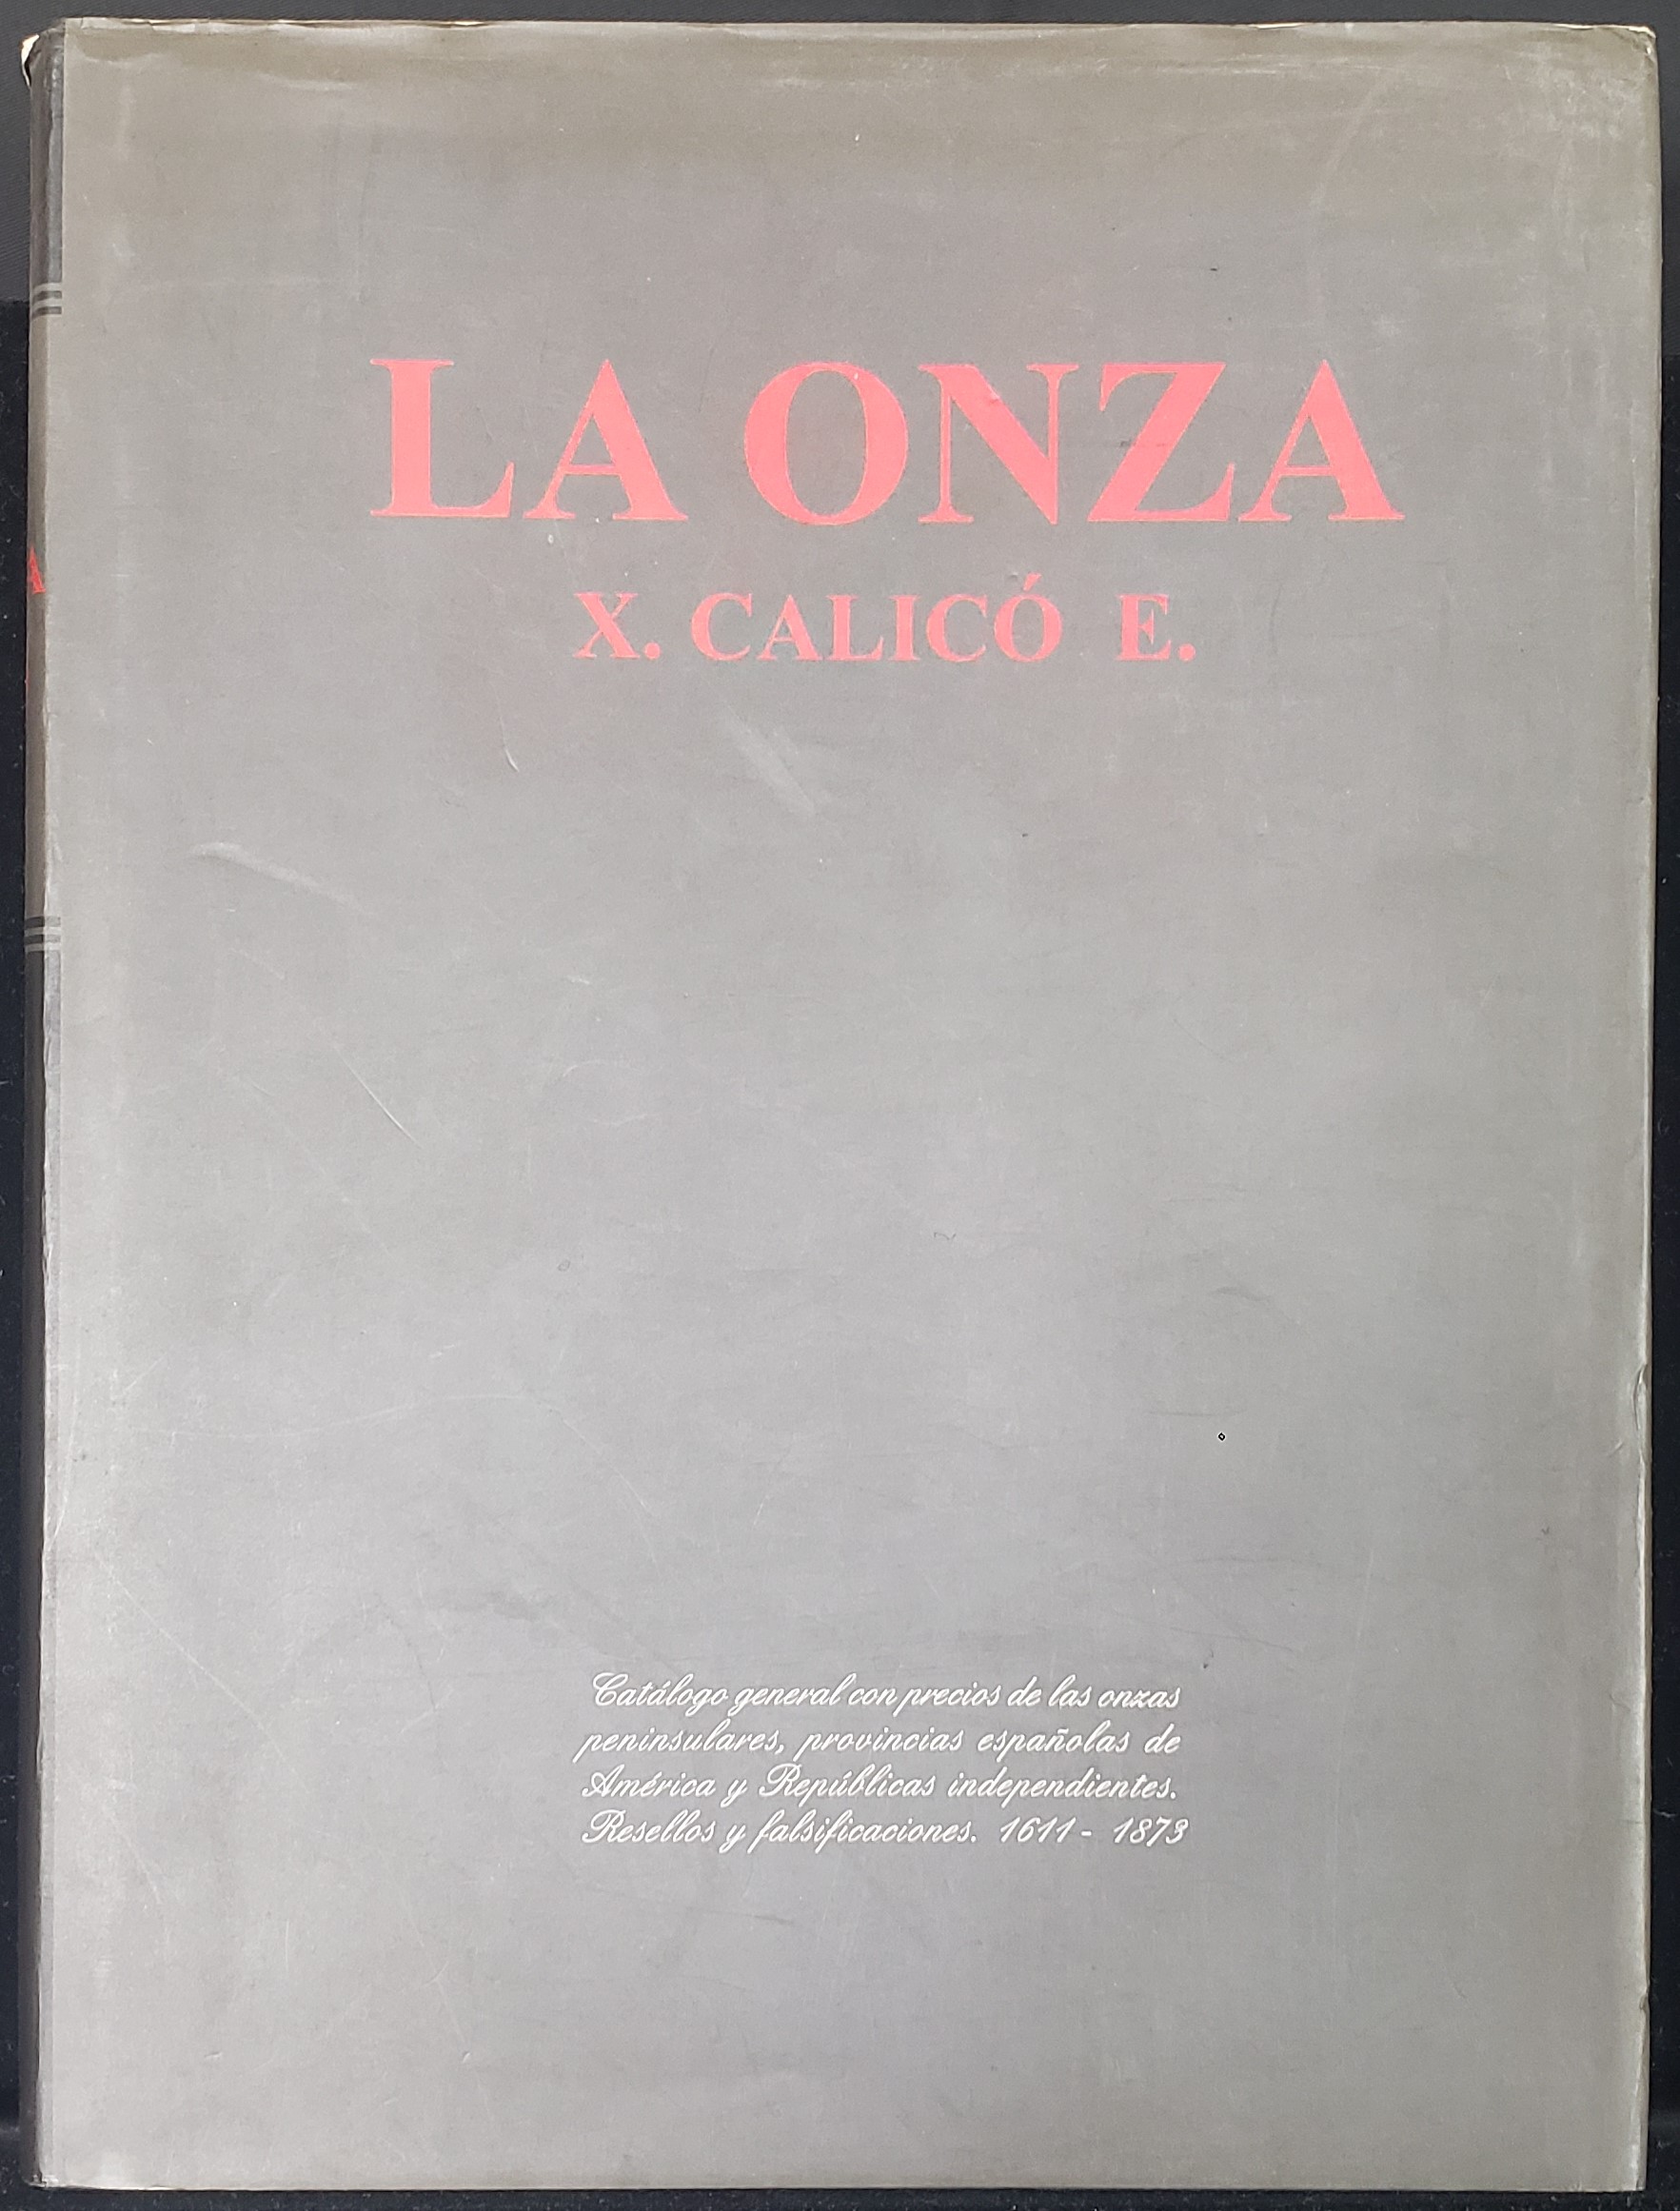 LA ONZA
X. CALICÓ E.
Catálogo general con precios de las onzas
peninsulares, provincias españolas de
América y Repúblicas independientes.
Resellos y falsificaciones. 1611 - 1873
A